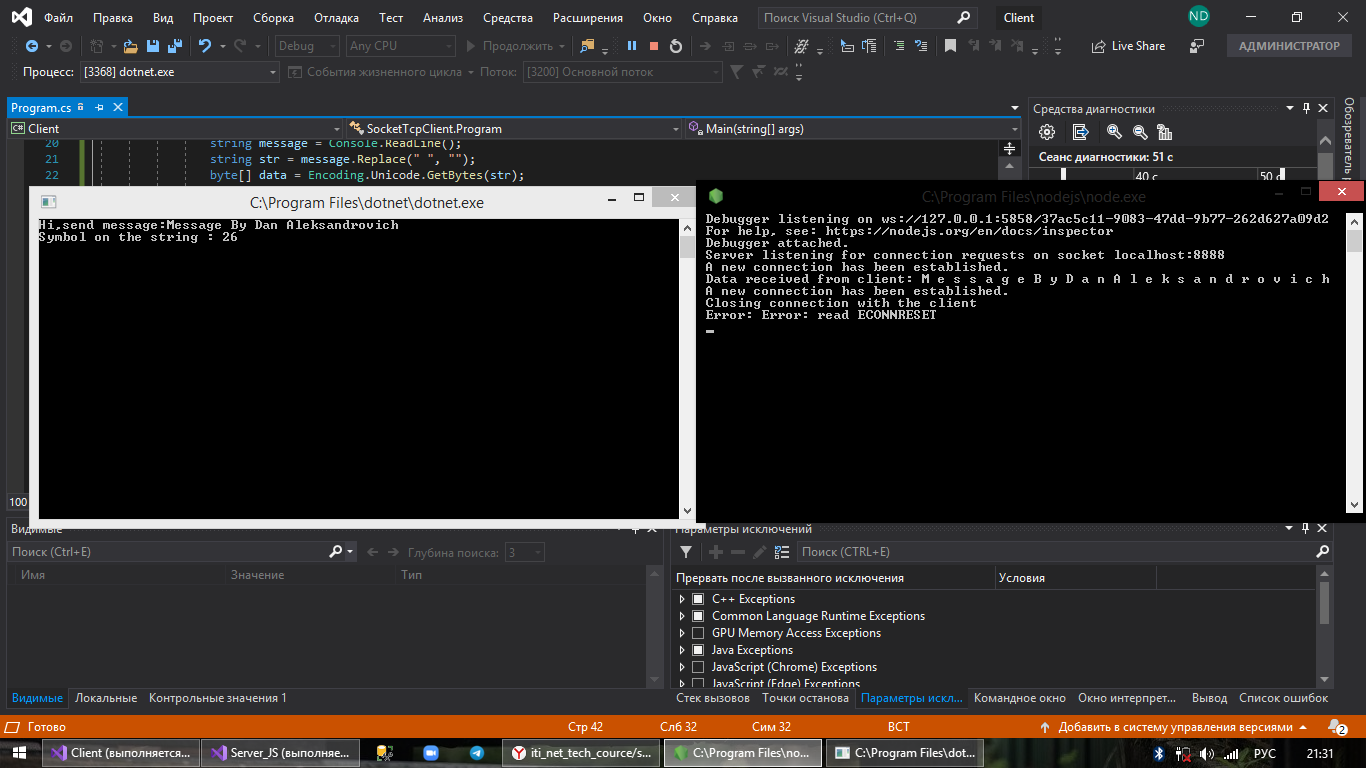 Файл Правка Вид Проект Сборка Отладка Тест Анализ Средства Расширения Окно Справка Поиск Visual Studio (Ctrl+Q) Client ND
Debug Any CPU Продолжить Live Share АДМИНИСТРАТОР
Процесс: [3368] dotnet.exe События жизненного цикла Поток: [3200] Основной поток
Program.cs
Средства диагностики
Client SocketTcpClient.Program Main(string[] args)
20 string message = Console.ReadLine();
21 string str = message.Replace(" ", "");
22 byte[] data = Encoding.Unicode.GetBytes(str);
Сеанс диагностики: 51 с
40 с 50 с
C:\Program Files\dotnet\dotnet.exe
Hi,send message:Message By Dan Aleksandrovich
Symbol on the string : 26
C:\Program Files\nodejs\node.exe
Debugger listening on ws://127.0.0.1:5858/37ac5c11-9083-47dd-9b77-262d627a09d2
For help, see: https://nodejs.org/en/docs/inspector
Debugger attached.
Server listening for connection requests on socket localhost:8888
A new connection has been established.
Data received from client: M e s s a g e B y D a n A l e k s a n d r o v i c h
A new connection has been established.
Closing connection with the client
Error: Error: read ECONNRESET
100
Видимые
Поиск (Ctrl+E) Глубина поиска: 3
Имя Значение Тип
Параметры исключений
Поиск (CTRL+E)
Прервать после вызванного исключения Условия
C++ Exceptions
Common Language Runtime Exceptions
GPU Memory Access Exceptions
Java Exceptions
JavaScript (Chrome) Exceptions
JavaScript (Edge) Exceptions
Видимые Локальные Контрольные значения 1
Стек вызовов Точки останова Параметры искл... Командное окно Окно интерпрет... Вывод Список ошибок
Готово Стр 42 Слб 32 Сим 32 ВСТ Добавить в систему управления версиями 2
Client (выполняется... Server_JS (выполняе... iti_net_tech_cource/s... C:\Program Files\no... C:\Program Files\dot... РУС 21:31